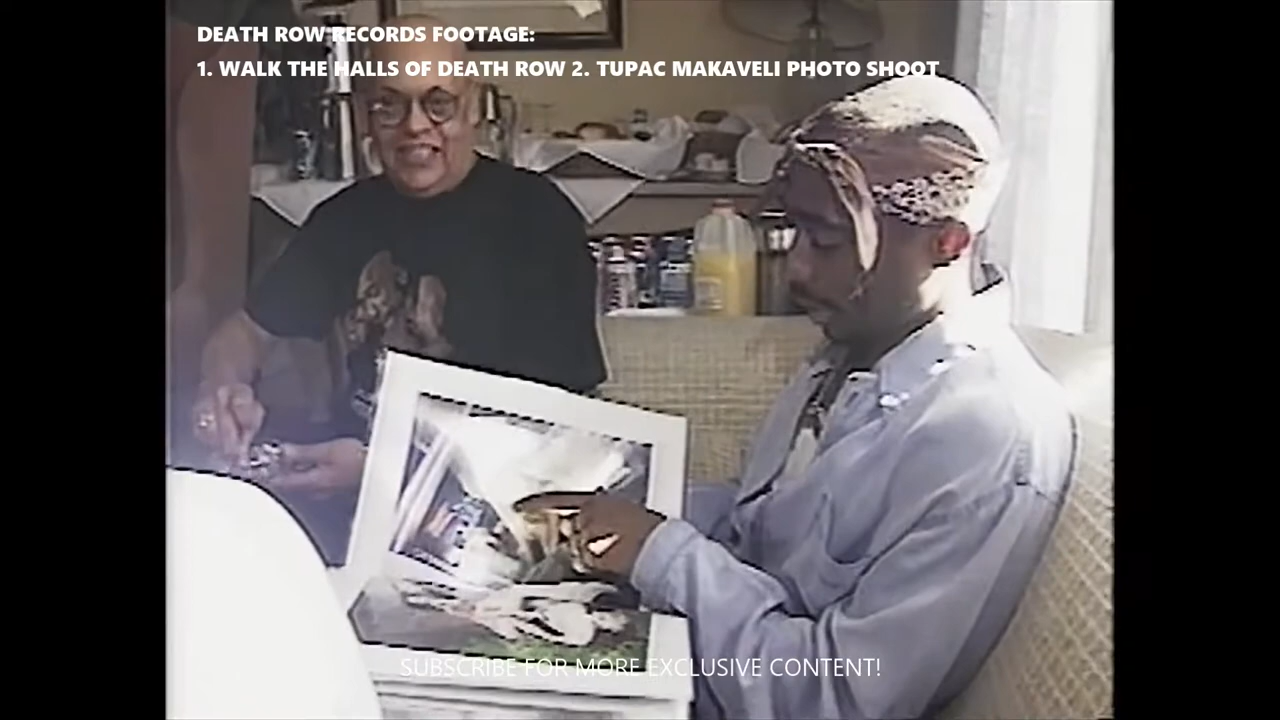 DEATH ROW RECORDS FOOTAGE:
1. WALK THE HALLS OF DEATH ROW 2. TUPAC MAKAVELI PHOTO SHOOT
SUBSCRIBE FOR MORE EXCLUSIVE CONTENT!